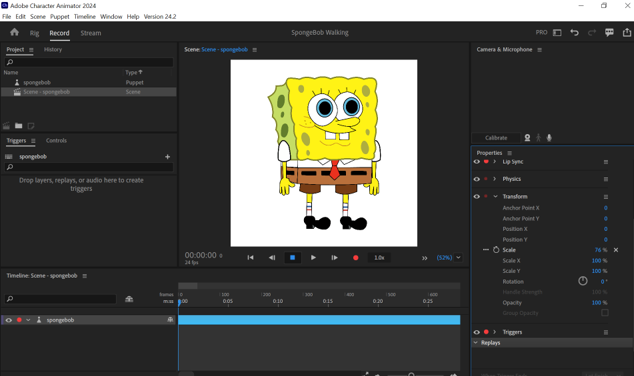 Adobe Character Animator 2024
File Edit Scene Puppet Timeline Window Help Version 24.2
Rig Record Stream
SpongeBob Walking
PRO
Project History
Name Type
spongebob Puppet
Scene - spongebob Scene
Triggers Controls
spongebob
Drop layers, replays, or audio here to create
triggers
Scene: Scene - spongebob
00:00:00 0
24 fps
1.0x
(52%)
Camera & Microphone
Calibrate
Properties
Lip Sync
Physics
Transform
Anchor Point X 0
Anchor Point Y 0
Position X 0
Position Y 0
Scale 76 %
Scale X 100 %
Scale Y 100 %
Rotation 0 °
Handle Strength 100 %
Opacity 100 %
Group Opacity
Triggers
Replays
Timeline: Scene - spongebob
frames 0 100 200 300 400 500 600
m:ss 0:00 0:05 0:10 0:15 0:20 0:25
spongebob